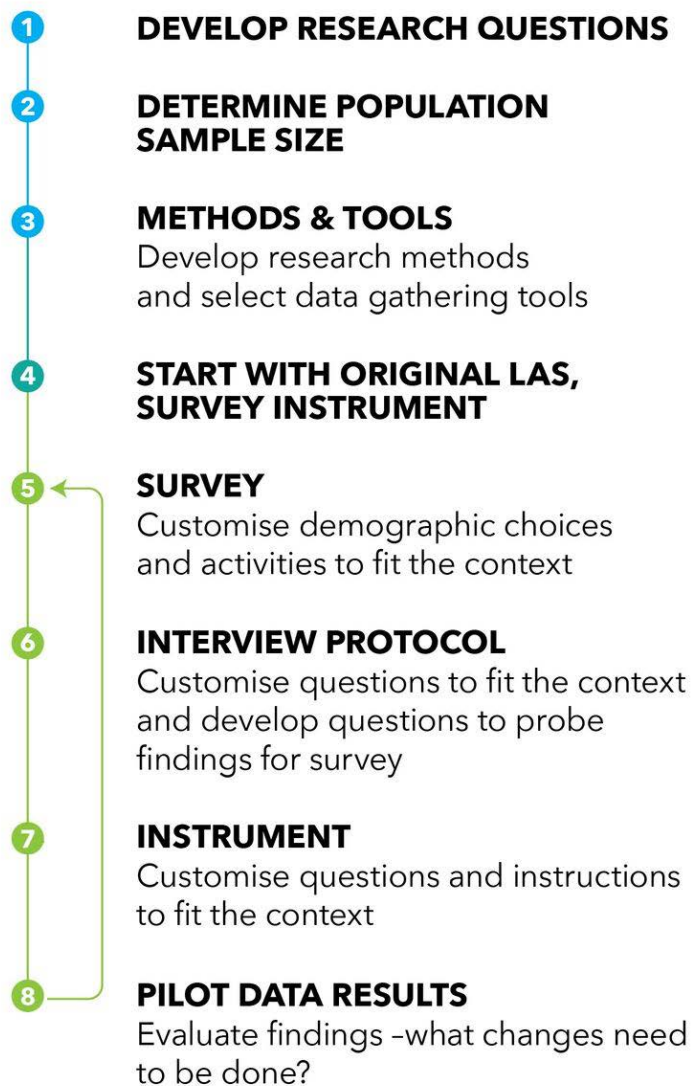 1 DEVELOP RESEARCH QUESTIONS
2 DETERMINE POPULATION
SAMPLE SIZE
3 METHODS & TOOLS
Develop research methods
and select data gathering tools
4 START WITH ORIGINAL LAS,
SURVEY INSTRUMENT
5 SURVEY
Customise demographic choices
and activities to fit the context
6 INTERVIEW PROTOCOL
Customise questions to fit the context
and develop questions to probe
findings for survey
7 INSTRUMENT
Customise questions and instructions
to fit the context
8 PILOT DATA RESULTS
Evaluate findings –what changes need
to be done?